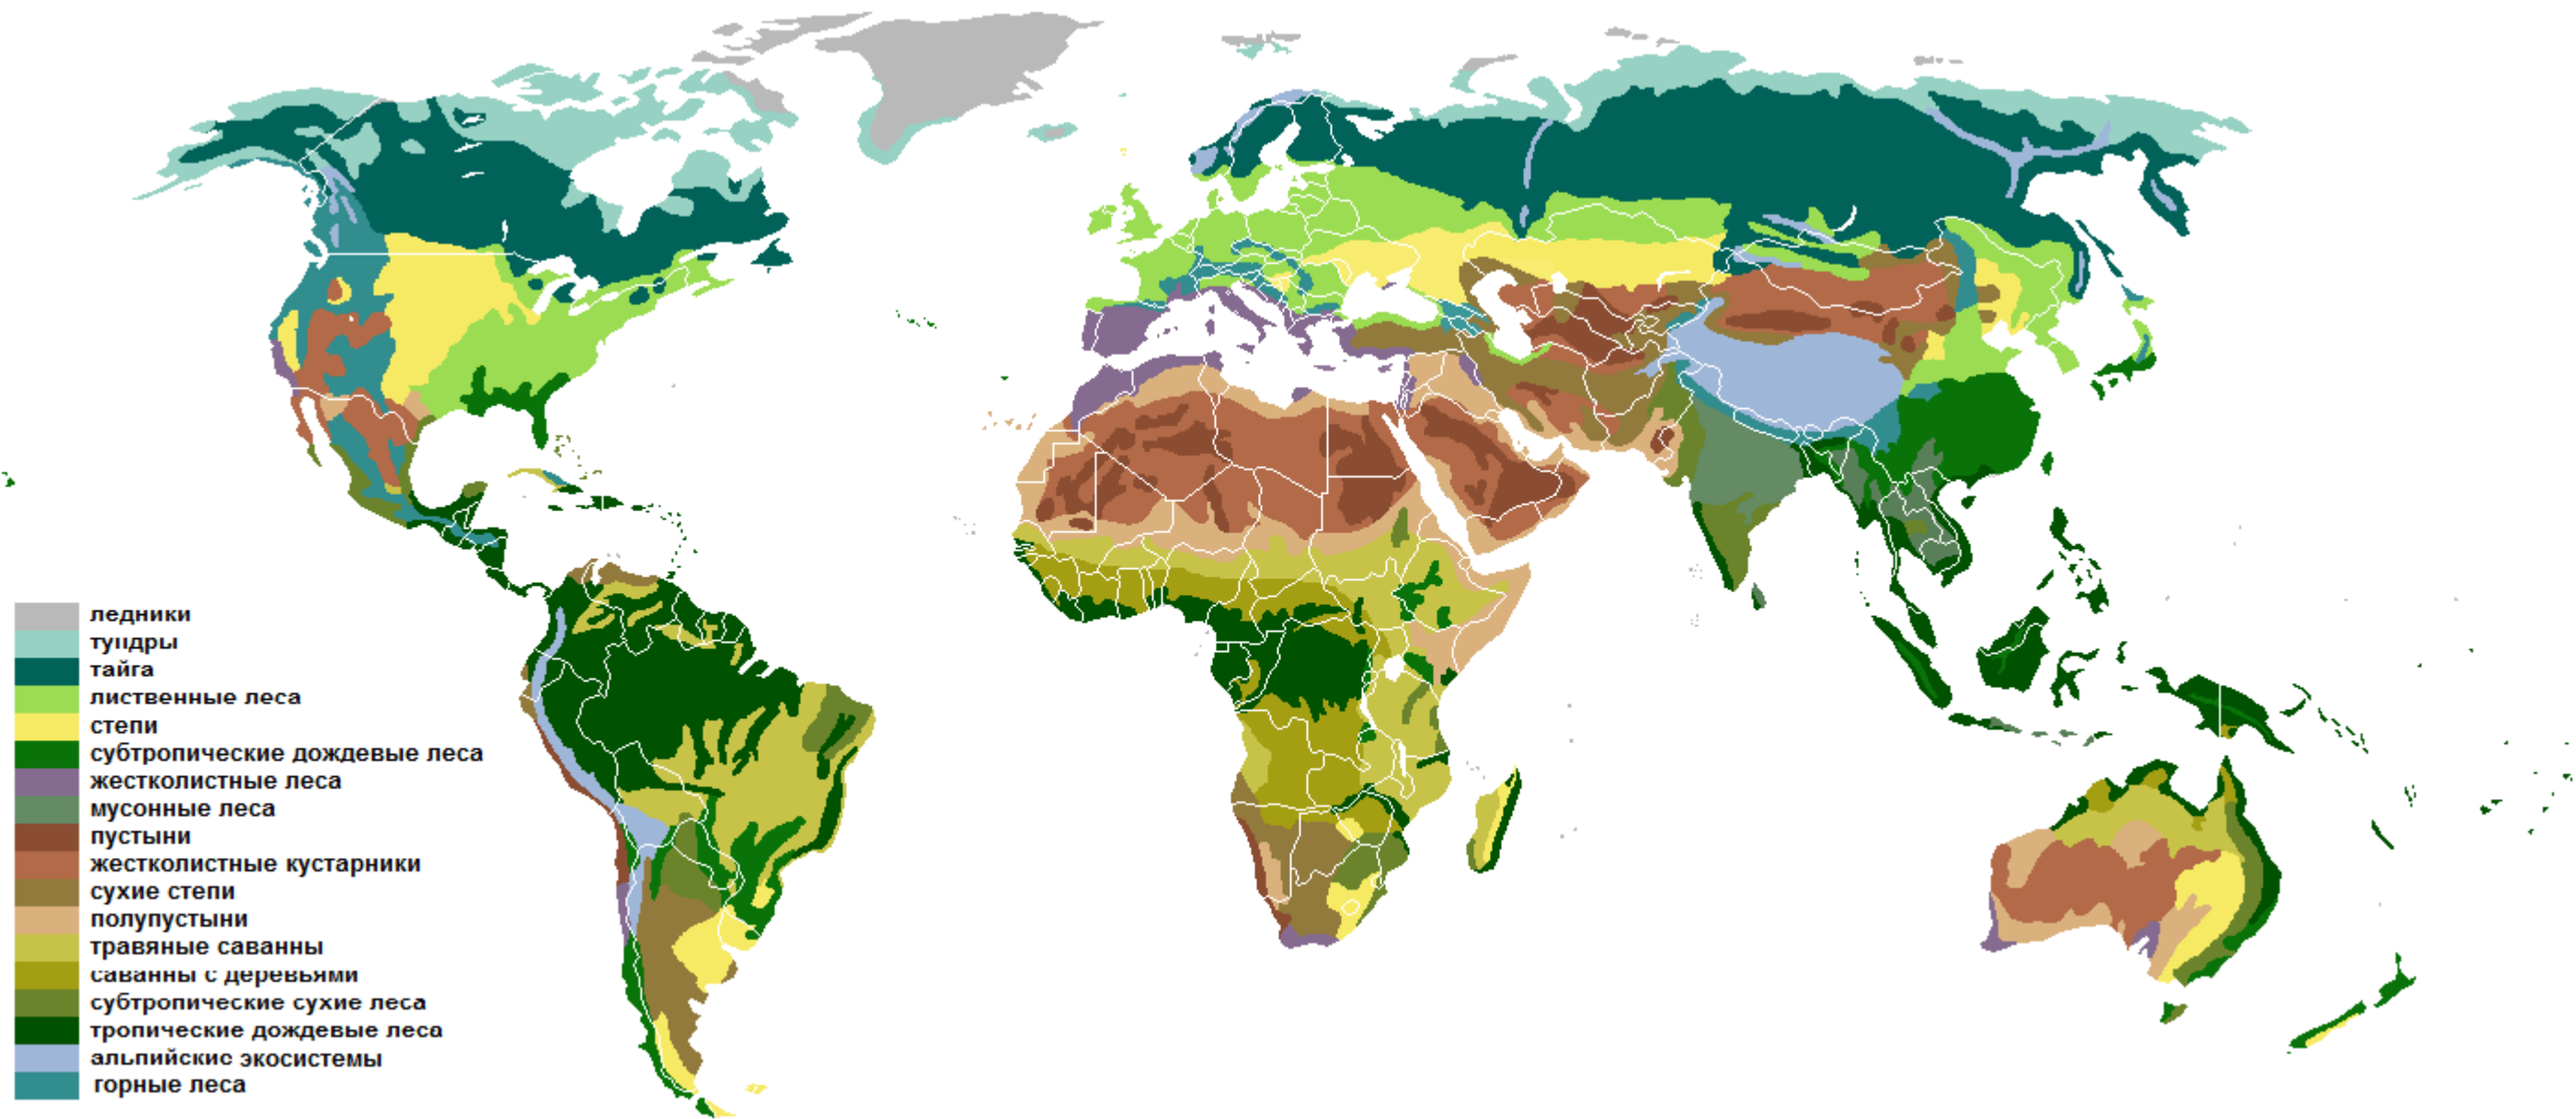 ледники
тундры
тайга
лиственные леса
степи
субтропические дождевые леса
жестколистные леса
мусонные леса
пустыни
жестколистные кустарники
сухие степи
полупустыни
травяные саванны
саванны с деревьями
субтропические сухие леса
тропические дождевые леса
альпийские экосистемы
горные леса